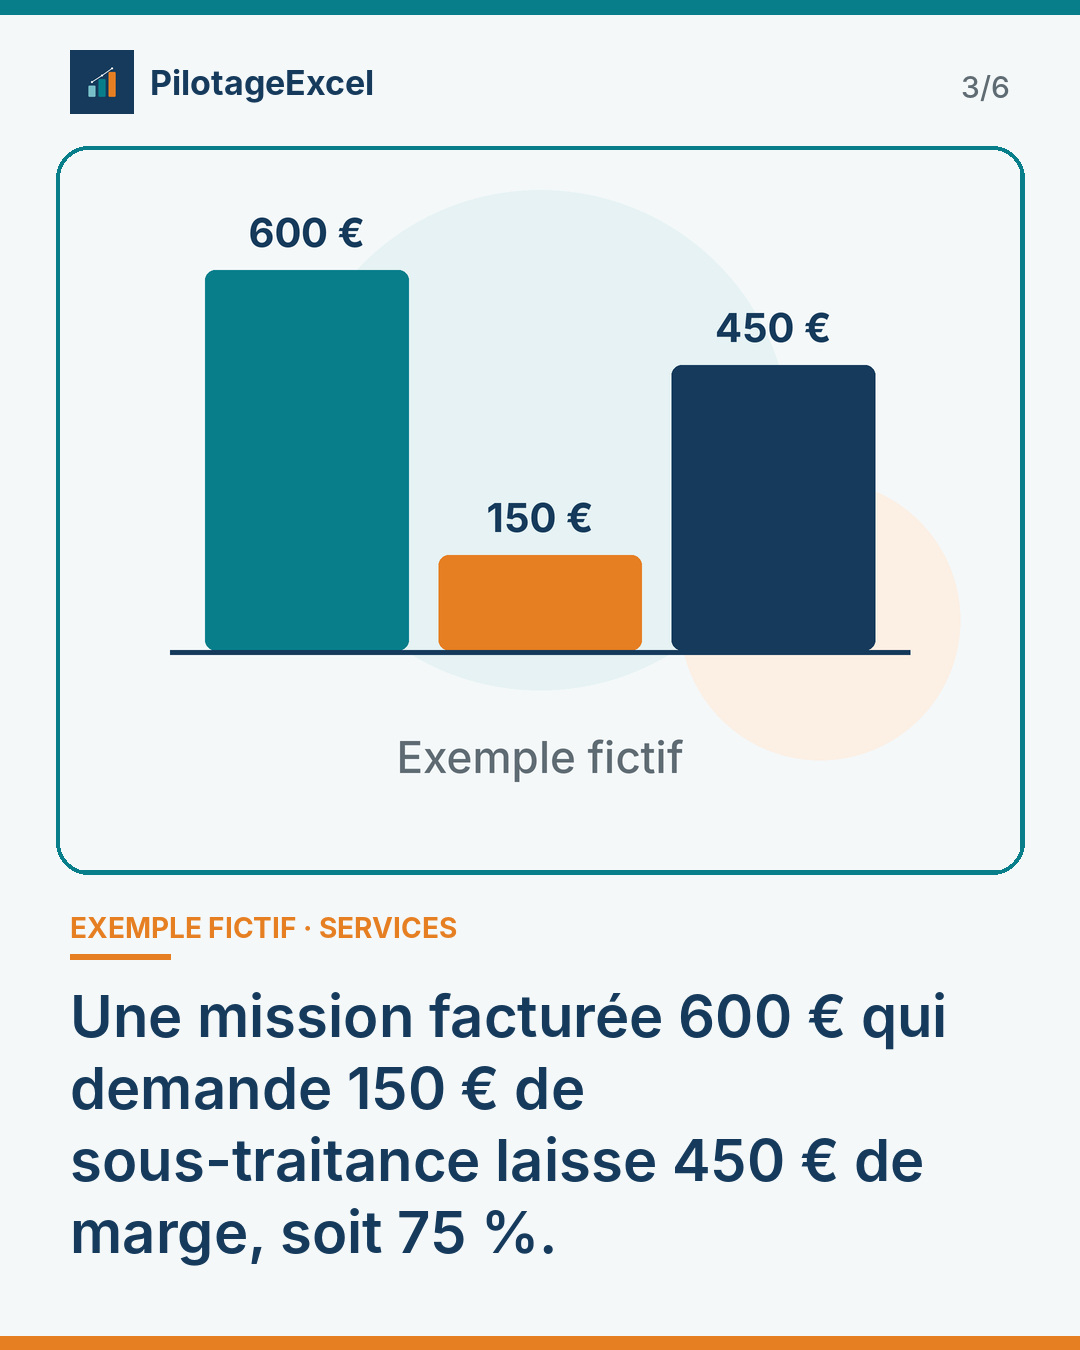 PilotageExcel
3/6
600 €
450 €
150 €
Exemple fictif
EXEMPLE FICTIF · SERVICES
Une mission facturée 600 € qui
demande 150 € de
sous-traitance laisse 450 € de
marge, soit 75 %.